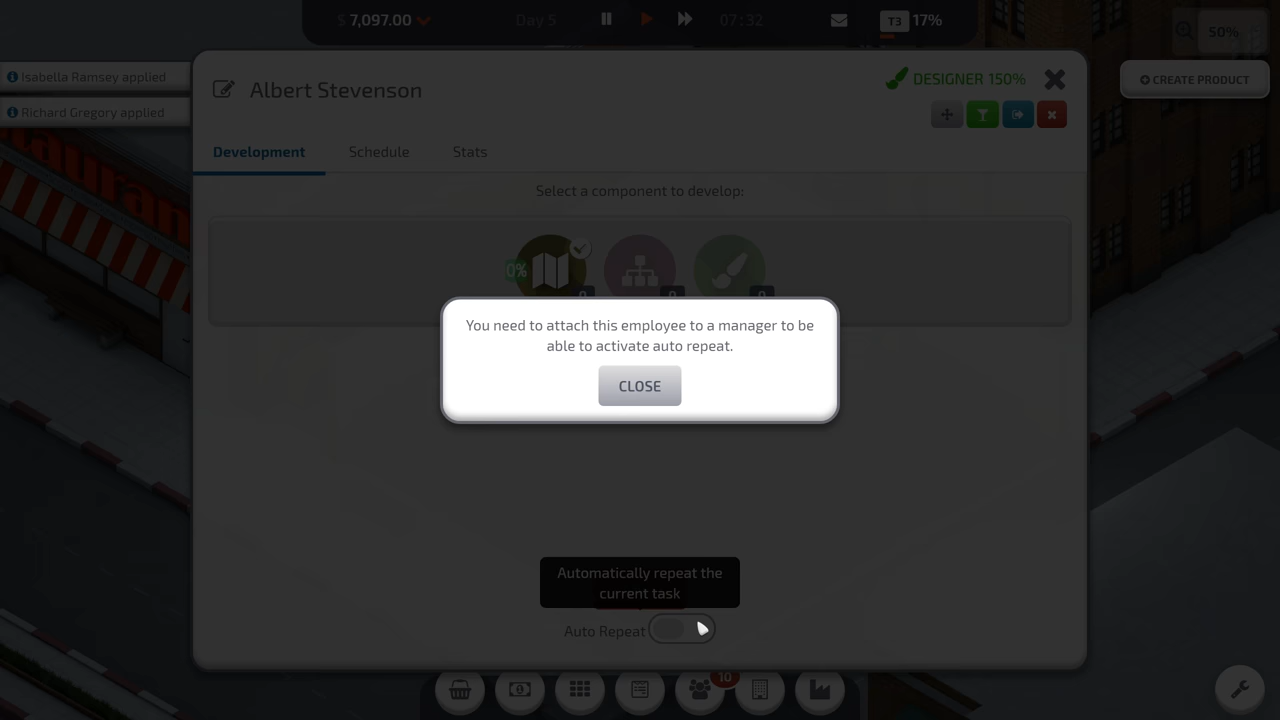 $ 7,097.00
Day 5
07:32
T3 17%
50%
Isabella Ramsey applied
Richard Gregory applied
CREATE PRODUCT
Albert Stevenson
DESIGNER 150%
Development
Schedule
Stats
Select a component to develop:
0%
You need to attach this employee to a manager to be
able to activate auto repeat.
CLOSE
Automatically repeat the
current task
Auto Repeat
10